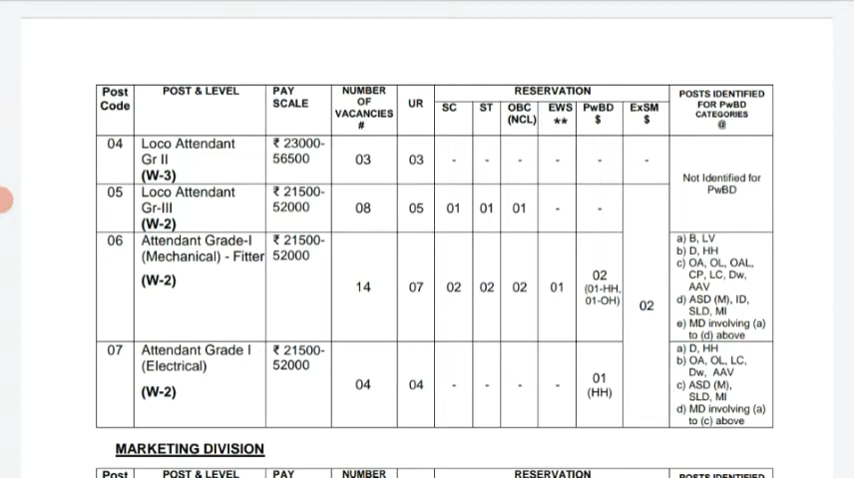 Post Code | POST & LEVEL | PAY SCALE | NUMBER OF VACANCIES # | UR | RESERVATION | POSTS IDENTIFIED FOR PwBD CATEGORIES @
SC | ST | OBC (NCL) | EWS ** | PwBD $ | ExSM $
04 | Loco Attendant Gr II (W-3) | ₹ 23000-56500 | 03 | 03 | - | - | - | - | - | - | Not Identified for PwBD
05 | Loco Attendant Gr-III (W-2) | ₹ 21500-52000 | 08 | 05 | 01 | 01 | 01 | - | - | 02
06 | Attendant Grade-I (Mechanical) - Fitter (W-2) | ₹ 21500-52000 | 14 | 07 | 02 | 02 | 02 | 01 | 02 (01-HH, 01-OH) | a) B, LV b) D, HH c) OA, OL, OAL, CP, LC, Dw, AAV d) ASD (M), ID, SLD, MI e) MD involving (a) to (d) above
07 | Attendant Grade I (Electrical) (W-2) | ₹ 21500-52000 | 04 | 04 | - | - | - | - | 01 (HH) | a) D, HH b) OA, OL, LC, Dw, AAV c) ASD (M), SLD, MI d) MD involving (a) to (c) above
MARKETING DIVISION
Post | POST & LEVEL | PAY | NUMBER | RESERVATION | POSTS IDENTIFIED